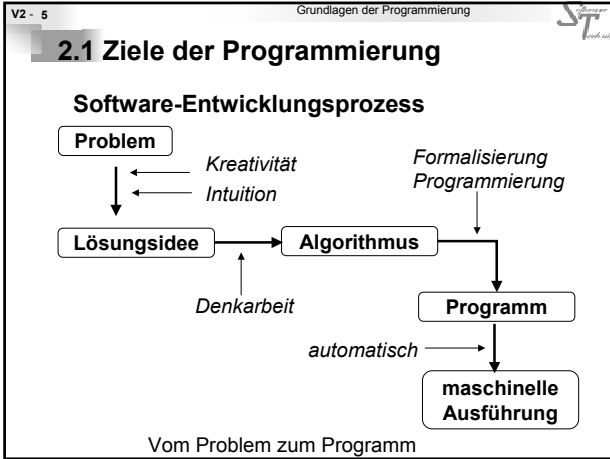 V2 - 5
Grundlagen der Programmierung
2.1 Ziele der Programmierung
Software-Entwicklungsprozess
Problem
Kreativität
Intuition
Formalisierung
Programmierung
Lösungsidee
Algorithmus
Denkarbeit
Programm
automatisch
maschinelle
Ausführung
Vom Problem zum Programm